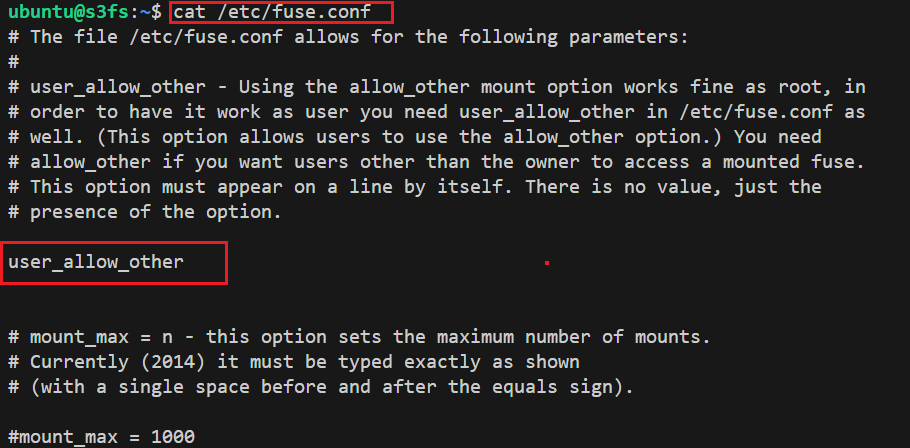 ubuntu@s3fs:~$ cat /etc/fuse.conf
# The file /etc/fuse.conf allows for the following parameters:
#
# user_allow_other - Using the allow_other mount option works fine as root, in
# order to have it work as user you need user_allow_other in /etc/fuse.conf as
# well. (This option allows users to use the allow_other option.) You need
# allow_other if you want users other than the owner to access a mounted fuse.
# This option must appear on a line by itself. There is no value, just the
# presence of the option.
user_allow_other
# mount_max = n - this option sets the maximum number of mounts.
# Currently (2014) it must be typed exactly as shown
# (with a single space before and after the equals sign).
#mount_max = 1000